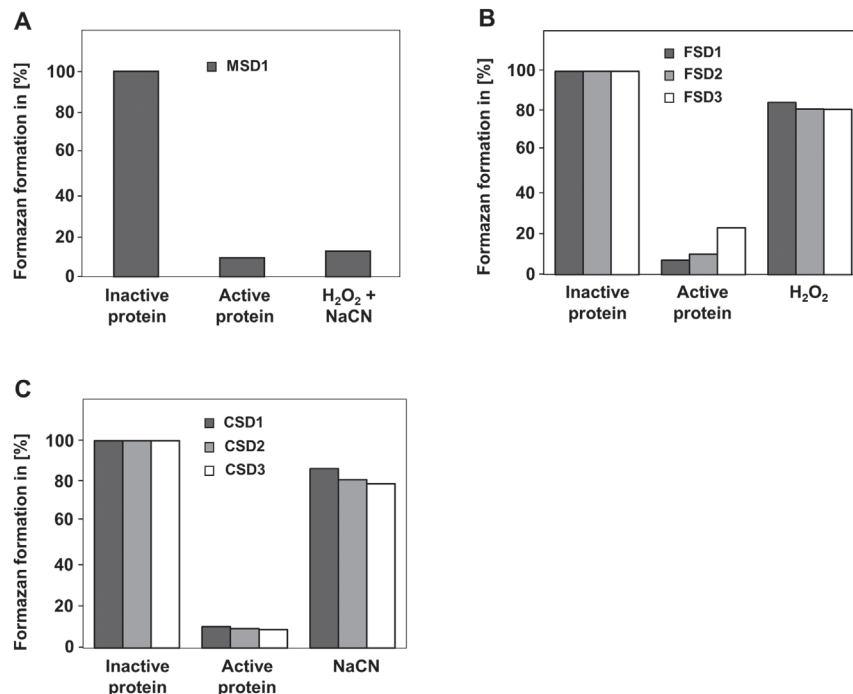 A
Formazan formation in [%]
100
80
60
40
20
0
MSD1
Inactive
protein
Active
protein
H₂O₂ +
NaCN
B
Formazan formation in [%]
100
80
60
40
20
0
FSD1
FSD2
FSD3
Inactive
protein
Active
protein
H₂O₂
C
Formazan formation in [%]
100
80
60
40
20
0
CSD1
CSD2
CSD3
Inactive
protein
Active
protein
NaCN